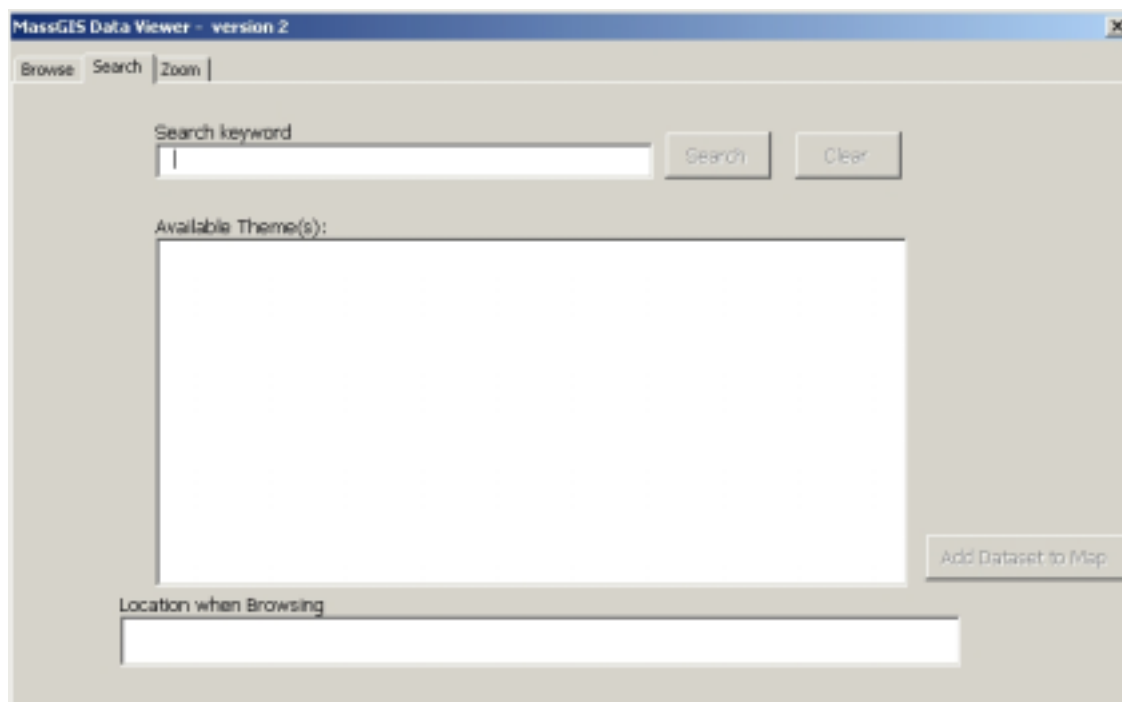 MassGIS Data Viewer - version 2
Browse Search Zoom
Search keyword
Search Clear
Available Theme(s):
Add Dataset to Map
Location when Browsing